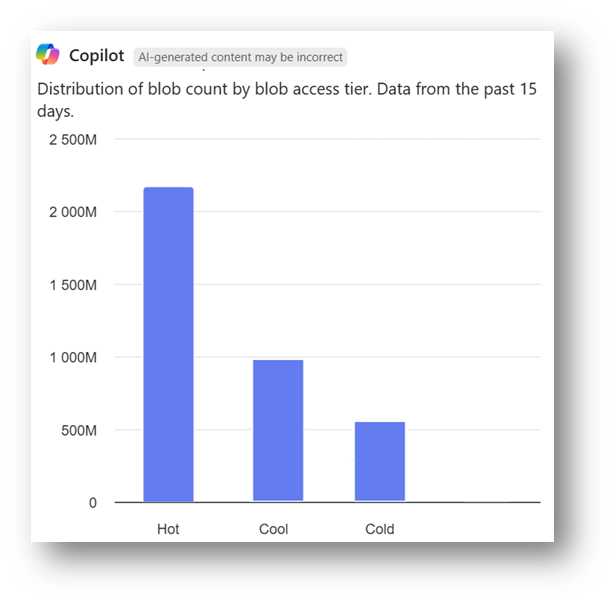 Copilot AI-generated content may be incorrect
Distribution of blob count by blob access tier. Data from the past 15
days.
2 500M
2 000M
1 500M
1 000M
500M
0
Hot Cool Cold